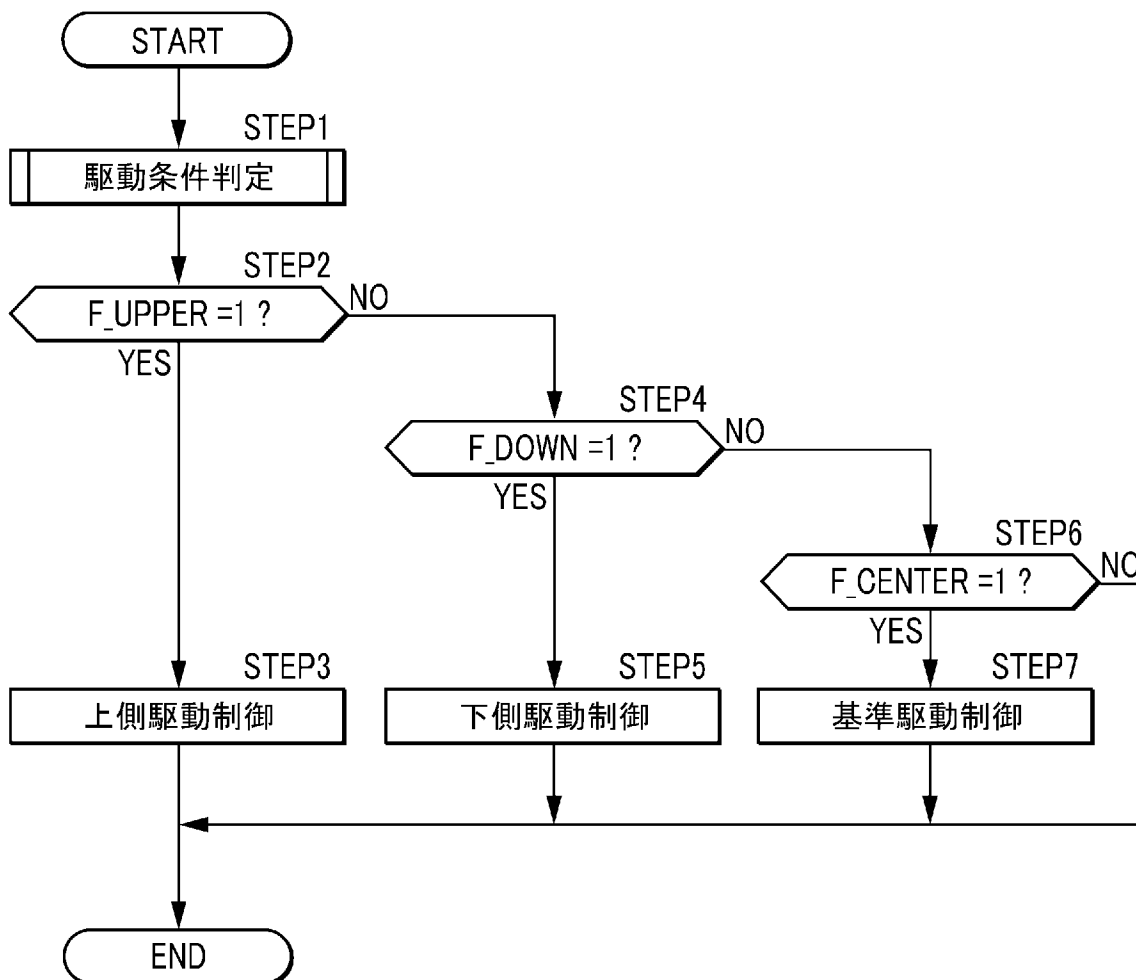 START
STEP1
駆動条件判定
STEP2
F_UPPER =1 ?
NO
YES
STEP4
F_DOWN =1 ?
NO
YES
STEP6
F_CENTER =1 ?
NO
YES
STEP3
上側駆動制御
STEP5
下側駆動制御
STEP7
基準駆動制御
END